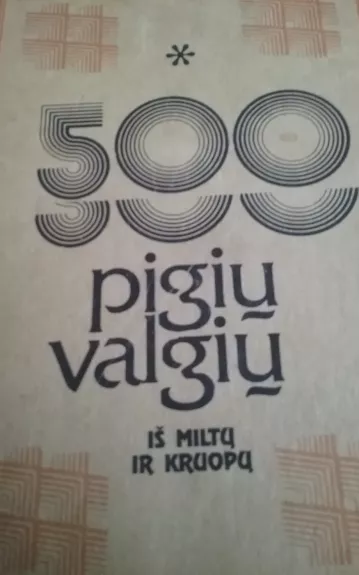 *
500
pigių
valgių
IŠ MILTŲ
IR KRUOPŲ